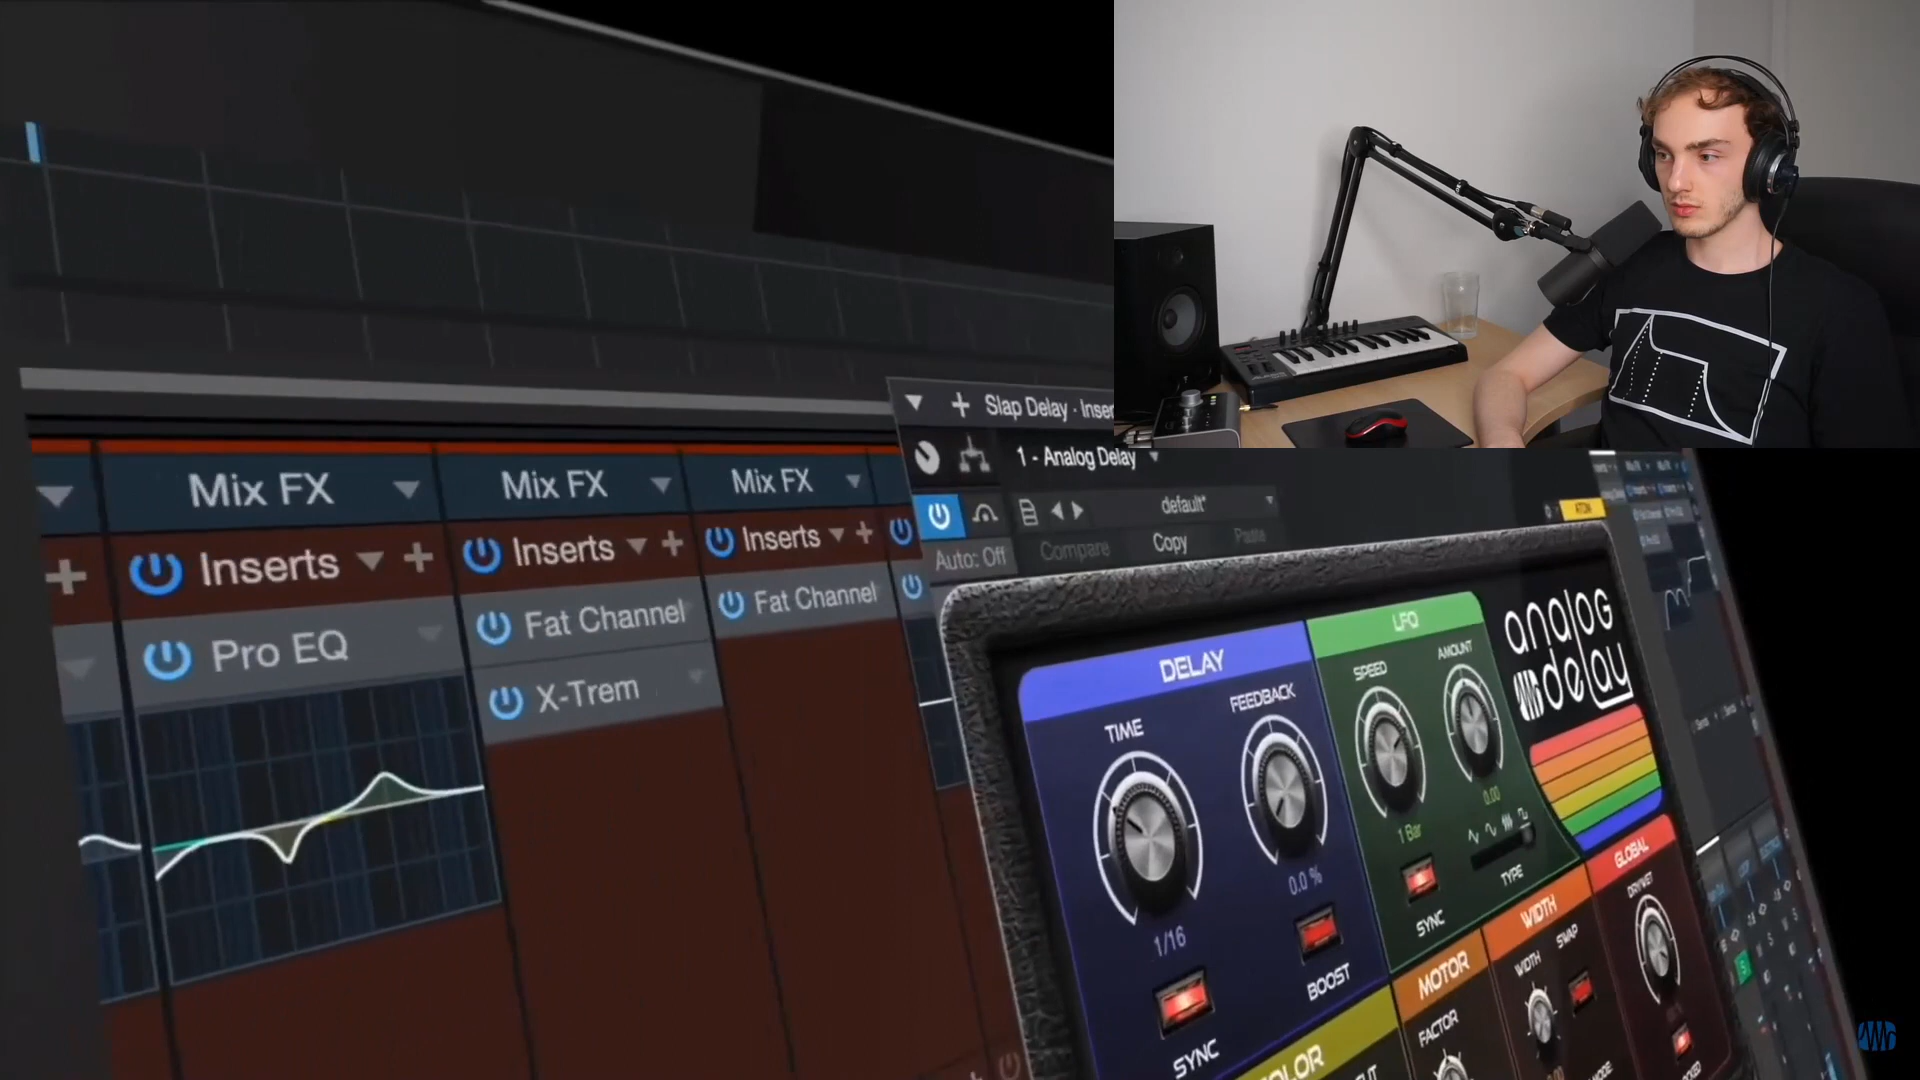 Slap Delay · Inser
1 - Analog Delay
default*
Compare Copy Paste
Auto: Off
Mix FX
Mix FX
Mix FX
Inserts
Inserts
Inserts
Pro EQ
Fat Channel
Fat Channel
X-Trem
analog
delay
DELAY
TIME
FEEDBACK
1/16
0.0 %
SYNC
BOOST
LFO
SPEED
AMOUNT
1 Bar
0.00
SYNC
TYPE
MOTOR
FACTOR
WIDTH
WIDTH
SWAP
GLOBAL
DRY/WET
OLOR